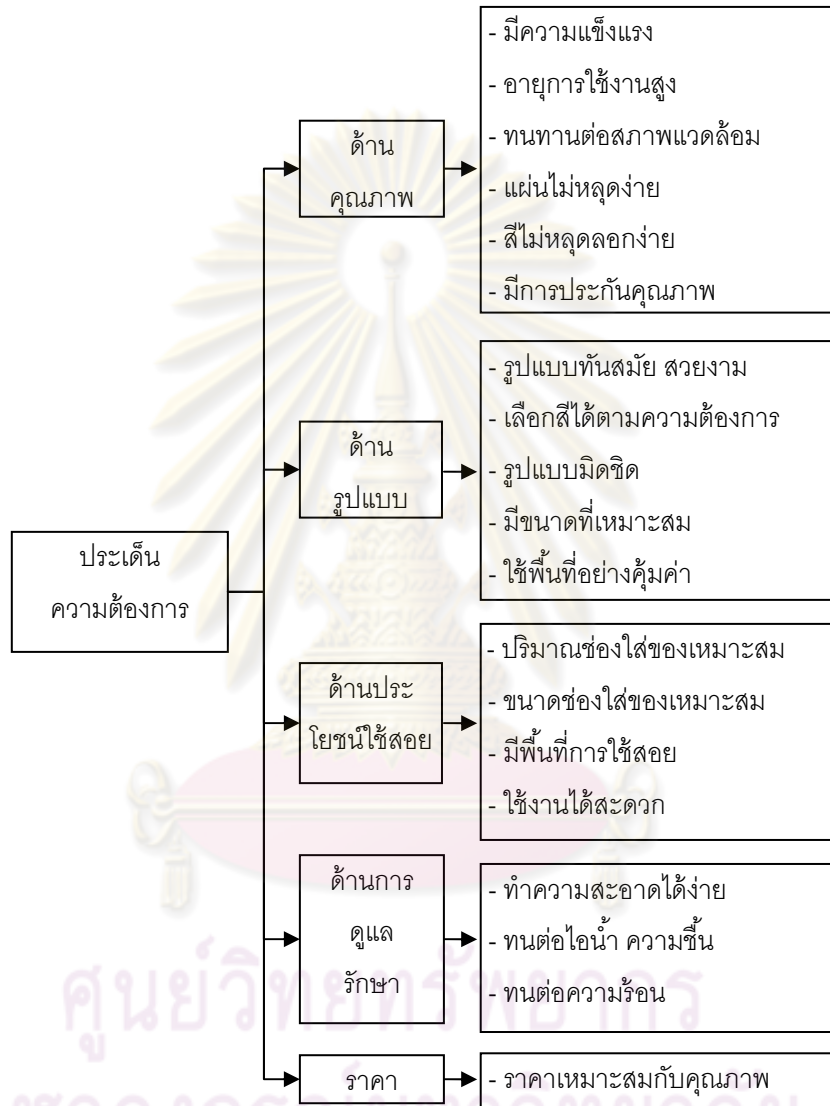 ประเด็น
ความต้องการ
ด้าน
คุณภาพ
- มีความแข็งแรง
- อายุการใช้งานสูง
- ทนทานต่อสภาพแวดล้อม
- แผ่นไม่หลุดง่าย
- สีไม่หลุดลอกง่าย
- มีการประกันคุณภาพ
ด้าน
รูปแบบ
- รูปแบบทันสมัย สวยงาม
- เลือกสีได้ตามความต้องการ
- รูปแบบมิดชิด
- มีขนาดที่เหมาะสม
- ใช้พื้นที่อย่างคุ้มค่า
ด้านประ
โยชน์ใช้สอย
- ปริมาณช่องใส่ของเหมาะสม
- ขนาดช่องใส่ของเหมาะสม
- มีพื้นที่การใช้สอย
- ใช้งานได้สะดวก
ด้านการ
ดูแล
รักษา
- ทำความสะอาดได้ง่าย
- ทนต่อไอน้ำ ความชื้น
- ทนต่อความร้อน
ราคา
- ราคาเหมาะสมกับคุณภาพ
ศูนย์วิทยทรัพยากร